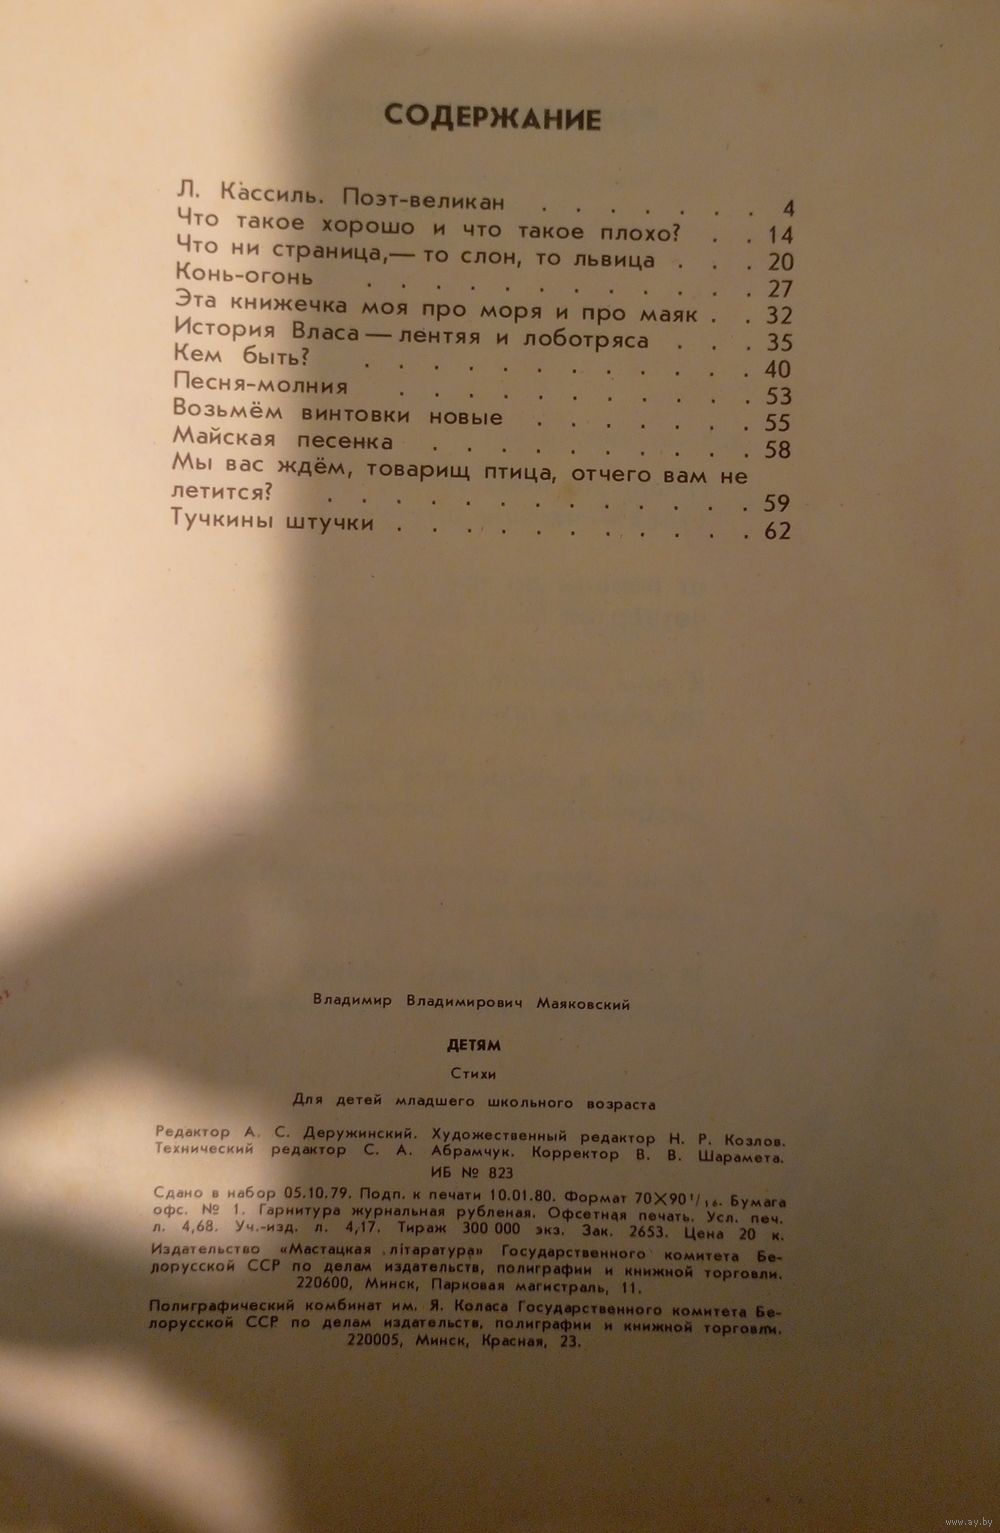 СОДЕРЖАНИЕ
Л. Кассиль. Поэт-великан . . . . . . . 4
Что такое хорошо и что такое плохо? . . 14
Что ни страница,— то слон, то львица . . . 20
Конь-огонь . . . . . . . . . . . . 27
Эта книжечка моя про моря и про маяк . . 32
История Власа — лентяя и лоботряса . . . 35
Кем быть? . . . . . . . . . . . . 40
Песня-молния . . . . . . . . . . . 53
Возьмём винтовки новые . . . . . . . 55
Майская песенка . . . . . . . . . . 58
Мы вас ждём, товарищ птица, отчего вам не
летится? . . . . . . . . . . . . . 59
Тучкины штучки . . . . . . . . . . . 62
Владимир Владимирович Маяковский
ДЕТЯМ
Стихи
Для детей младшего школьного возраста
Редактор А. С. Деружинский. Художественный редактор Н. Р. Козлов.
Технический редактор С. А. Абрамчук. Корректор В. В. Шарамета.
ИБ № 823
Сдано в набор 05.10.79. Подп. к печати 10.01.80. Формат 70×90 1/16. Бумага
офс. № 1. Гарнитура журнальная рубленая. Офсетная печать. Усл. печ.
л. 4,68. Уч.-изд. л. 4,17. Тираж 300 000 экз. Зак. 2653. Цена 20 к.
Издательство «Мастацкая літаратура» Государственного комитета Бе-
лорусской ССР по делам издательств, полиграфии и книжной торговли.
220600, Минск, Парковая магистраль, 11.
Полиграфический комбинат им. Я. Коласа Государственного комитета Бе-
лорусской ССР по делам издательств, полиграфии и книжной торговли.
220005, Минск, Красная, 23.
www.ay.by